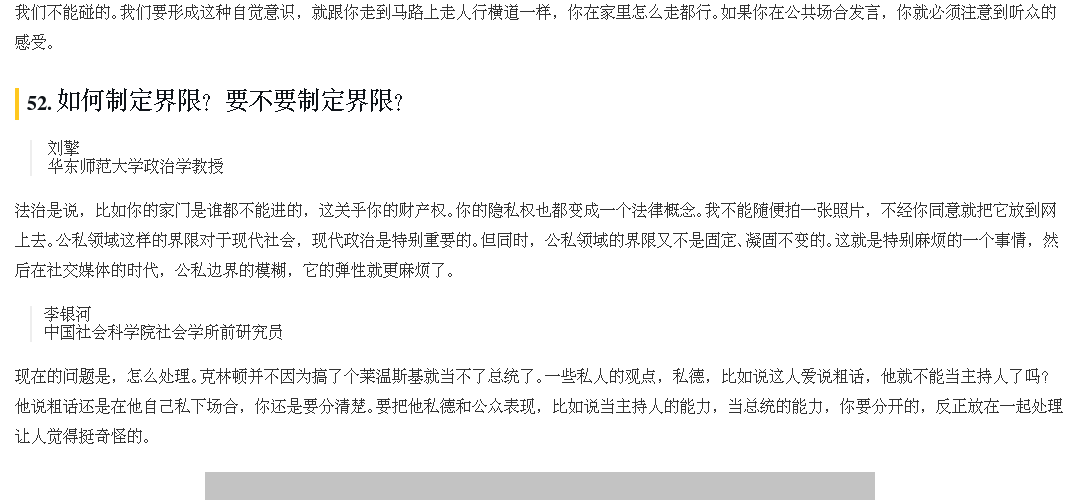 我们不能碰的。我们要形成这种自觉意识，就跟你走到马路上走人行横道一样，你在家里怎么走都行。如果你在公共场合发言，你就必须注意到听众的
感受。
52. 如何制定界限？要不要制定界限？
刘擎
华东师范大学政治学教授
法治是说，比如你的家门是谁都不能进的，这关乎你的财产权。你的隐私权也都变成一个法律概念。我不能随便拍一张照片，不经你同意就把它放到网
上去。公私领域这样的界限对于现代社会，现代政治是特别重要的。但同时，公私领域的界限又不是固定、凝固不变的。这就是特别麻烦的一个事情，然
后在社交媒体的时代，公私边界的模糊，它的弹性就更麻烦了。
李银河
中国社会科学院社会学所前研究员
现在的问题是，怎么处理。克林顿并不因为搞了个莱温斯基就当不了总统了。一些私人的观点，私德，比如说这人爱说粗话，他就不能当主持人了吗？
他说粗话还是在他自己私下场合，你还是要分清楚。要把他私德和公众表现，比如说当主持人的能力，当总统的能力，你要分开的，反正放在一起处理
让人觉得挺奇怪的。